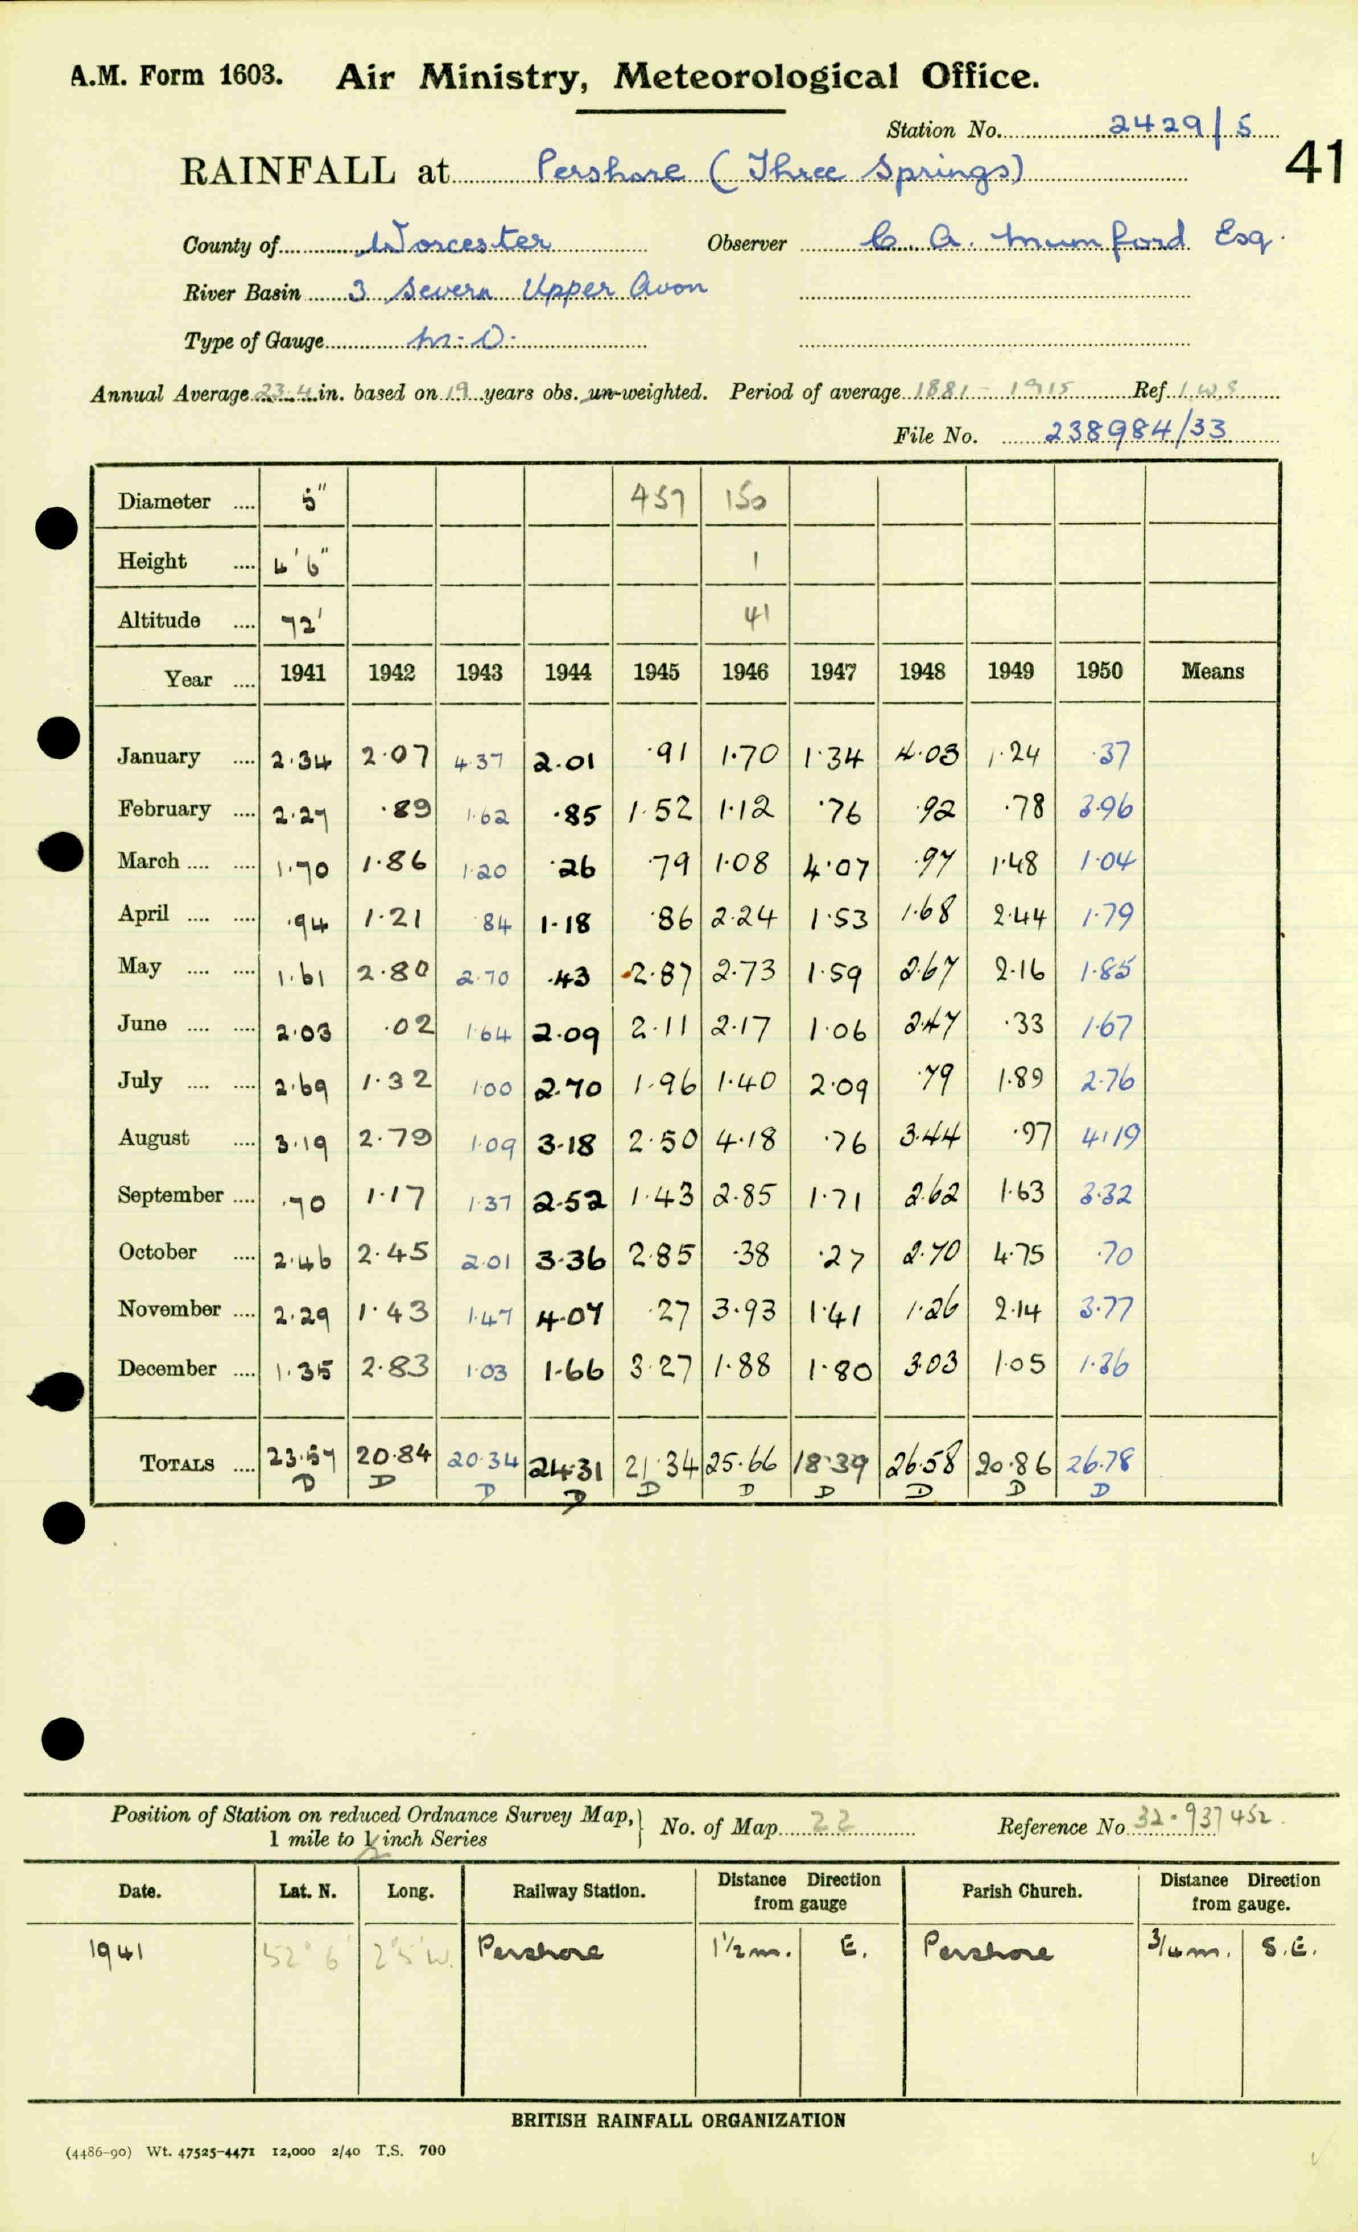 A.M. Form 1603. Air Ministry, Meteorological Office.
Station No. 2429/5
41
RAINFALL at Pershore (Three Springs)
County of Worcester Observer C. A. Mumford Esq.
River Basin 3 Severn Upper Avon
Type of Gauge M.O.
Annual Average 23.4 in. based on 19 years obs. un-weighted. Period of average 1881 - 1915 Ref. I.W.S
File No. 238984/33
Diameter .... 5" 457 150
Height .... 4'6" 1
Altitude .... 72' 41
Year .... 1941 1942 1943 1944 1945 1946 1947 1948 1949 1950 Means
January .... 2.34 2.07 4.37 2.01 .91 1.70 1.34 4.03 1.24 .37
February .... 2.27 .89 1.62 .85 1.52 1.12 .76 .92 .78 3.96
March .... .... 1.70 1.86 1.20 .26 .79 1.08 4.07 .97 1.48 1.04
April .... .... .94 1.21 .84 1.18 .86 2.24 1.53 1.68 2.44 1.79
May .... .... 1.61 2.80 2.70 .43 2.87 2.73 1.59 2.67 2.16 1.85
June .... .... 2.03 .02 1.64 2.09 2.11 2.17 1.06 2.47 .33 1.67
July .... .... 2.69 1.32 1.00 2.70 1.96 1.40 2.09 .79 1.89 2.76
August .... 3.19 2.79 1.09 3.18 2.50 4.18 .76 3.44 .97 4.19
September .... .70 1.17 1.37 2.52 1.43 2.85 1.71 2.62 1.63 3.32
October .... 2.46 2.45 2.01 3.36 2.85 .38 .27 2.70 4.75 .70
November .... 2.29 1.43 1.47 4.07 .27 3.93 1.41 1.26 2.14 3.77
December .... 1.35 2.83 1.03 1.66 3.27 1.88 1.80 3.03 1.05 1.36
TOTALS .... 23.57 20.84 20.34 24.31 21.34 25.66 18.39 26.58 20.86 26.78
D D D D D D D D D D
Position of Station on reduced Ordnance Survey Map, No. of Map 22 Reference No 32-937452
1 mile to ½ inch Series
Date. Lat. N. Long. Railway Station. Distance from gauge Direction Parish Church. Distance from gauge. Direction
1941 52°6' 2°5'W. Pershore 1½m. E. Pershore ¾m. S.E.
BRITISH RAINFALL ORGANIZATION
(4486-90) Wt. 47525-4471 12,000 2/40 T.S. 700